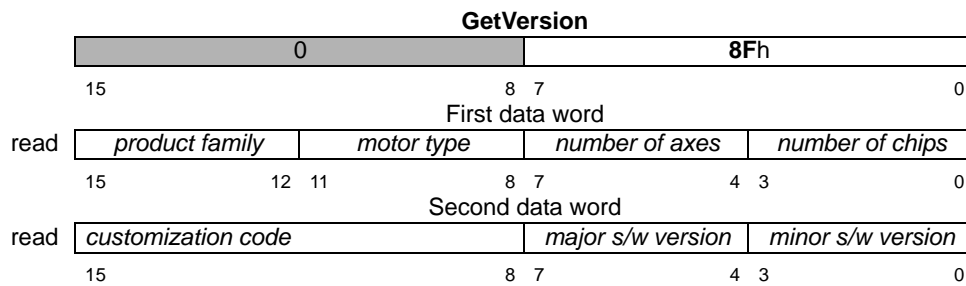 GetVersion
0 8Fh
15 8 7 0
First data word
read product family motor type number of axes number of chips
15 12 11 8 7 4 3 0
Second data word
read customization code major s/w version minor s/w version
15 8 7 4 3 0